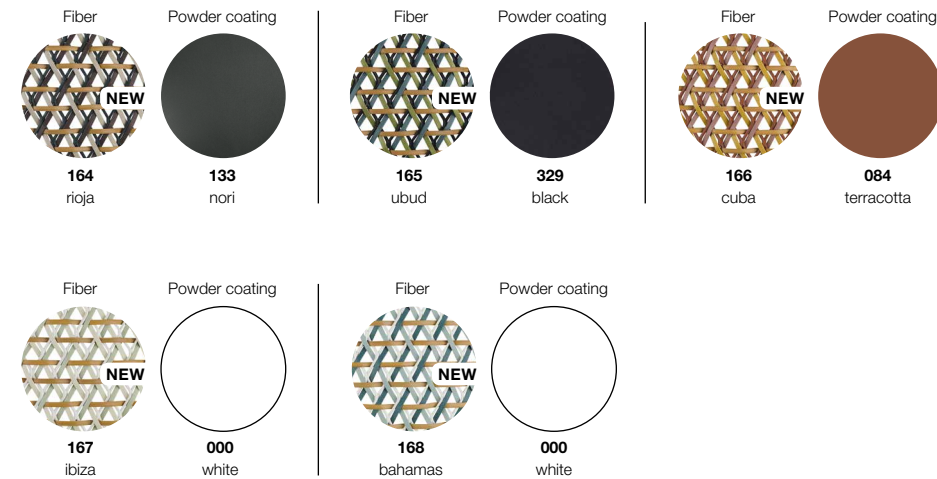 Fiber Powder coating
NEW
164 133
rioja nori
Fiber Powder coating
NEW
165 329
ubud black
Fiber Powder coating
NEW
166 084
cuba terracotta
Fiber Powder coating
NEW
167 000
ibiza white
Fiber Powder coating
NEW
168 000
bahamas white